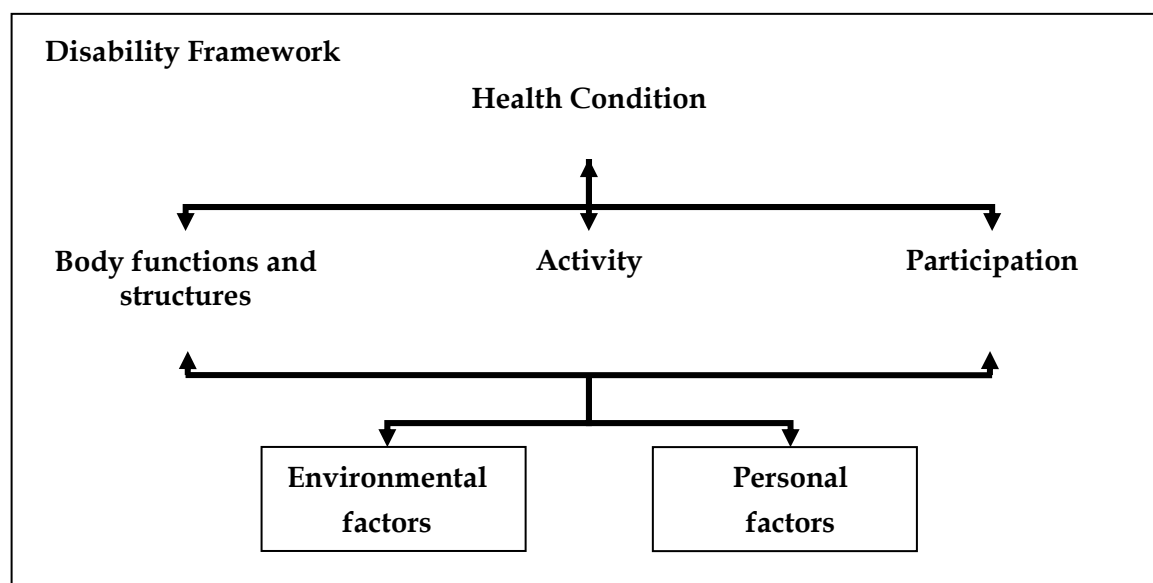 Disability Framework
Health Condition
Body functions and
structures
Activity
Participation
Environmental
factors
Personal
factors